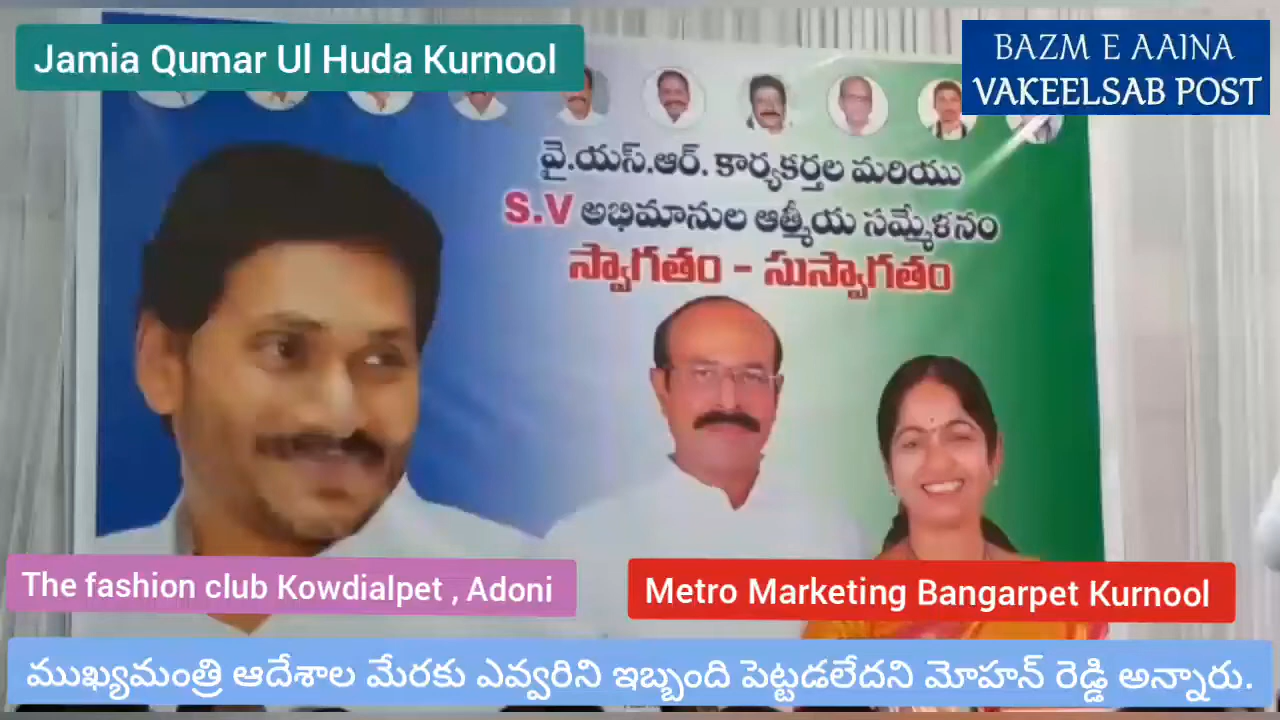 Jamia Qumar Ul Huda Kurnool
BAZM E AAINA
VAKEELSAB POST
వై.యస్.ఆర్. కార్యకర్తల మరియు
S.V అభిమానుల ఆత్మీయ సమ్మేళనం
స్వాగతం - సుస్వాగతం
The fashion club Kowdialpet , Adoni
Metro Marketing Bangarpet Kurnool
ముఖ్యమంత్రి ఆదేశాల మేరకు ఎవ్వరిని ఇబ్బంది పెట్టడలేదని మోహన్ రెడ్డి అన్నారు.